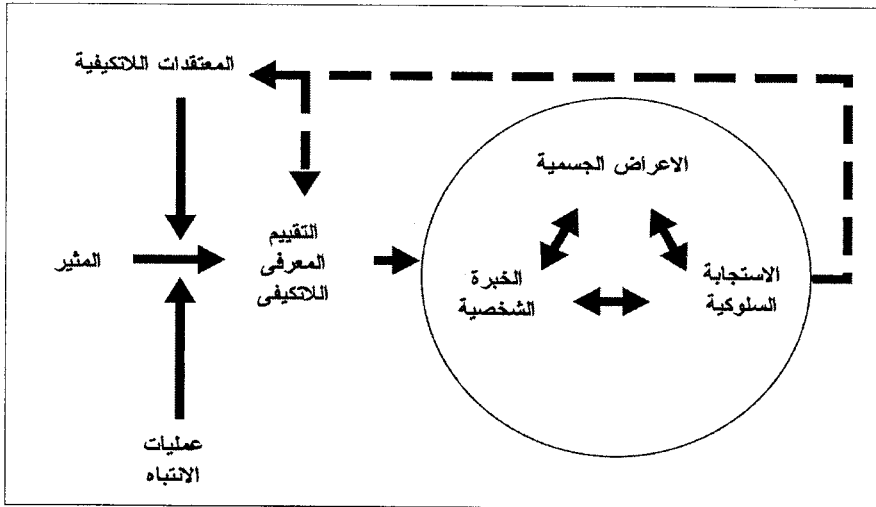 المعتقدات اللاتكيفية
الاعراض الجسمية
المثير
التقييم
المعرفى
اللاتكيفى
الخبرة
الشخصية
الاستجابة
السلوكية
عمليات
الانتباه